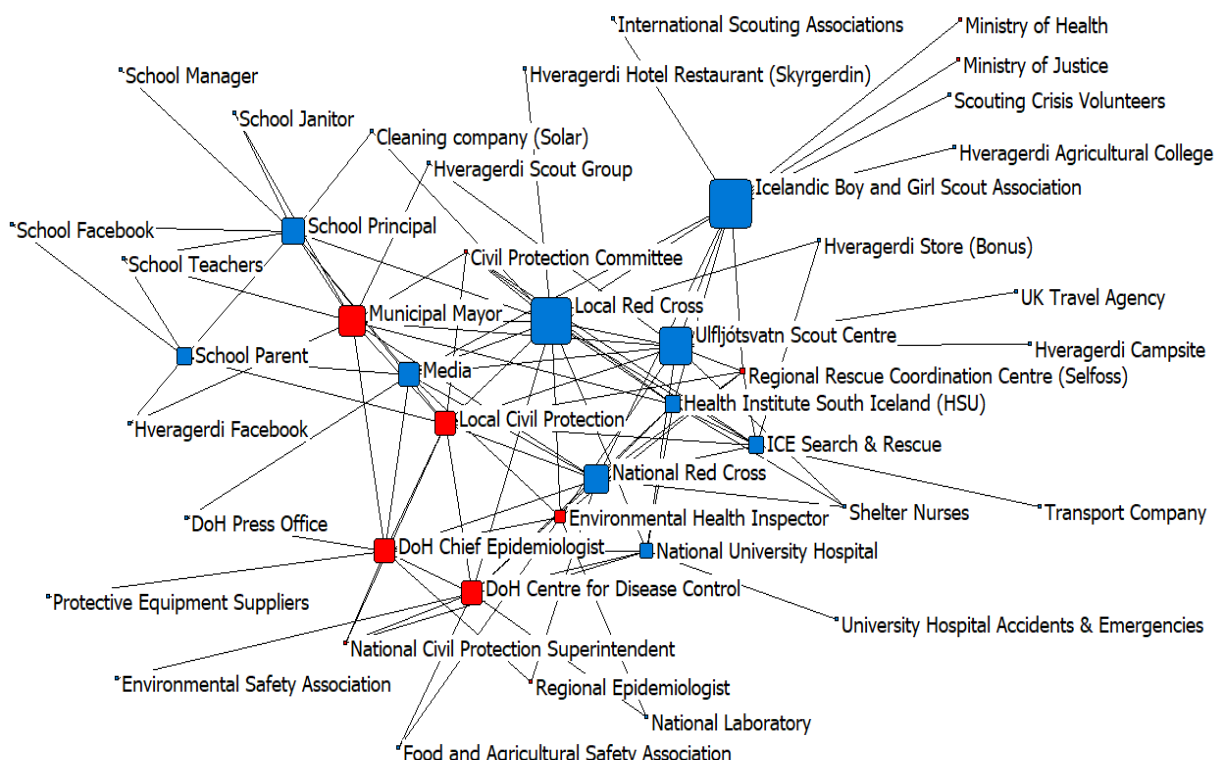 International Scouting Associations
Ministry of Health
Ministry of Justice
School Manager
Hveragerdi Hotel Restaurant (Skyrgerdin)
Scouting Crisis Volunteers
School Janitor
Cleaning company (Solar)
Hveragerdi Agricultural College
Hveragerdi Scout Group
Icelandic Boy and Girl Scout Association
School Principal
School Facebook
Hveragerdi Store (Bonus)
Civil Protection Committee
School Teachers
UK Travel Agency
Local Red Cross
Municipal Mayor
Ulfljótsvatn Scout Centre
Hveragerdi Campsite
School Parent
Media
Regional Rescue Coordination Centre (Selfoss)
Health Institute South Iceland (HSU)
Local Civil Protection
Hveragerdi Facebook
ICE Search & Rescue
National Red Cross
Shelter Nurses
Transport Company
Environmental Health Inspector
DoH Press Office
DoH Chief Epidemiologist
National University Hospital
DoH Centre for Disease Control
Protective Equipment Suppliers
University Hospital Accidents & Emergencies
National Civil Protection Superintendent
Environmental Safety Association
Regional Epidemiologist
National Laboratory
Food and Agricultural Safety Association